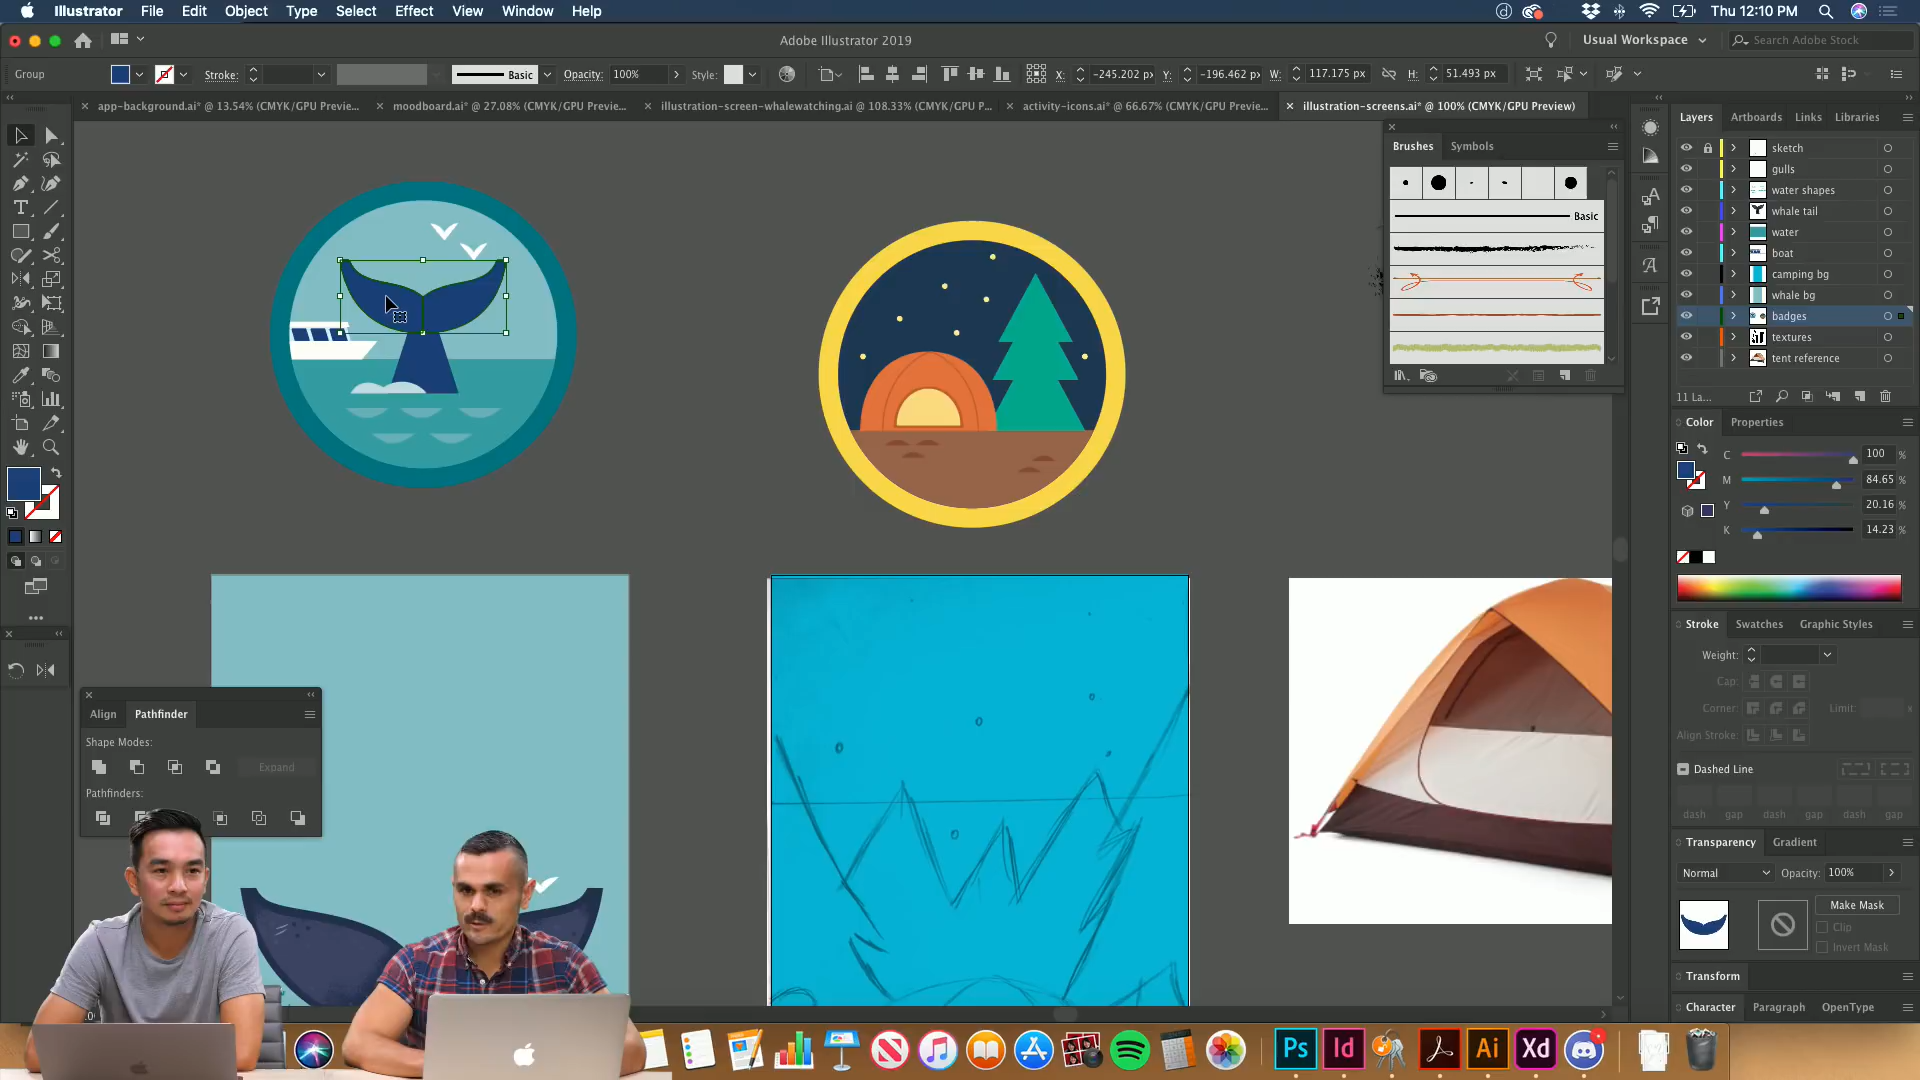 Illustrator File Edit Object Type Select Effect View Window Help
Thu 12:10 PM
Adobe Illustrator 2019
Usual Workspace
Search Adobe Stock
Group
Stroke:
Basic
Opacity: 100%
Style:
X: -245.202 px
Y: -196.462 px
W: 117.175 px
H: 51.493 px
app-background.ai* @ 13.54% (CMYK/GPU Previe...
moodboard.ai* @ 27.08% (CMYK/GPU Previe...
illustration-screen-whalewatching.ai @ 108.33% (CMYK/GPU P...
activity-icons.ai* @ 66.67% (CMYK/GPU Previe...
illustration-screens.ai* @ 100% (CMYK/GPU Preview)
Brushes Symbols
Basic
Layers Artboards Links Libraries
sketch
gulls
water shapes
whale tail
water
boat
camping bg
whale bg
badges
textures
tent reference
11 La...
Color Properties
C 100 %
M 84.65 %
Y 20.16 %
K 14.23 %
Stroke Swatches Graphic Styles
Weight:
Cap:
Corner: Limit: x
Align Stroke:
Dashed Line
dash gap dash gap dash gap
Transparency Gradient
Normal Opacity: 100%
Make Mask
Clip
Invert Mask
Transform
Character Paragraph OpenType
Align Pathfinder
Shape Modes:
Expand
Pathfinders:
Ps Id Ai Xd